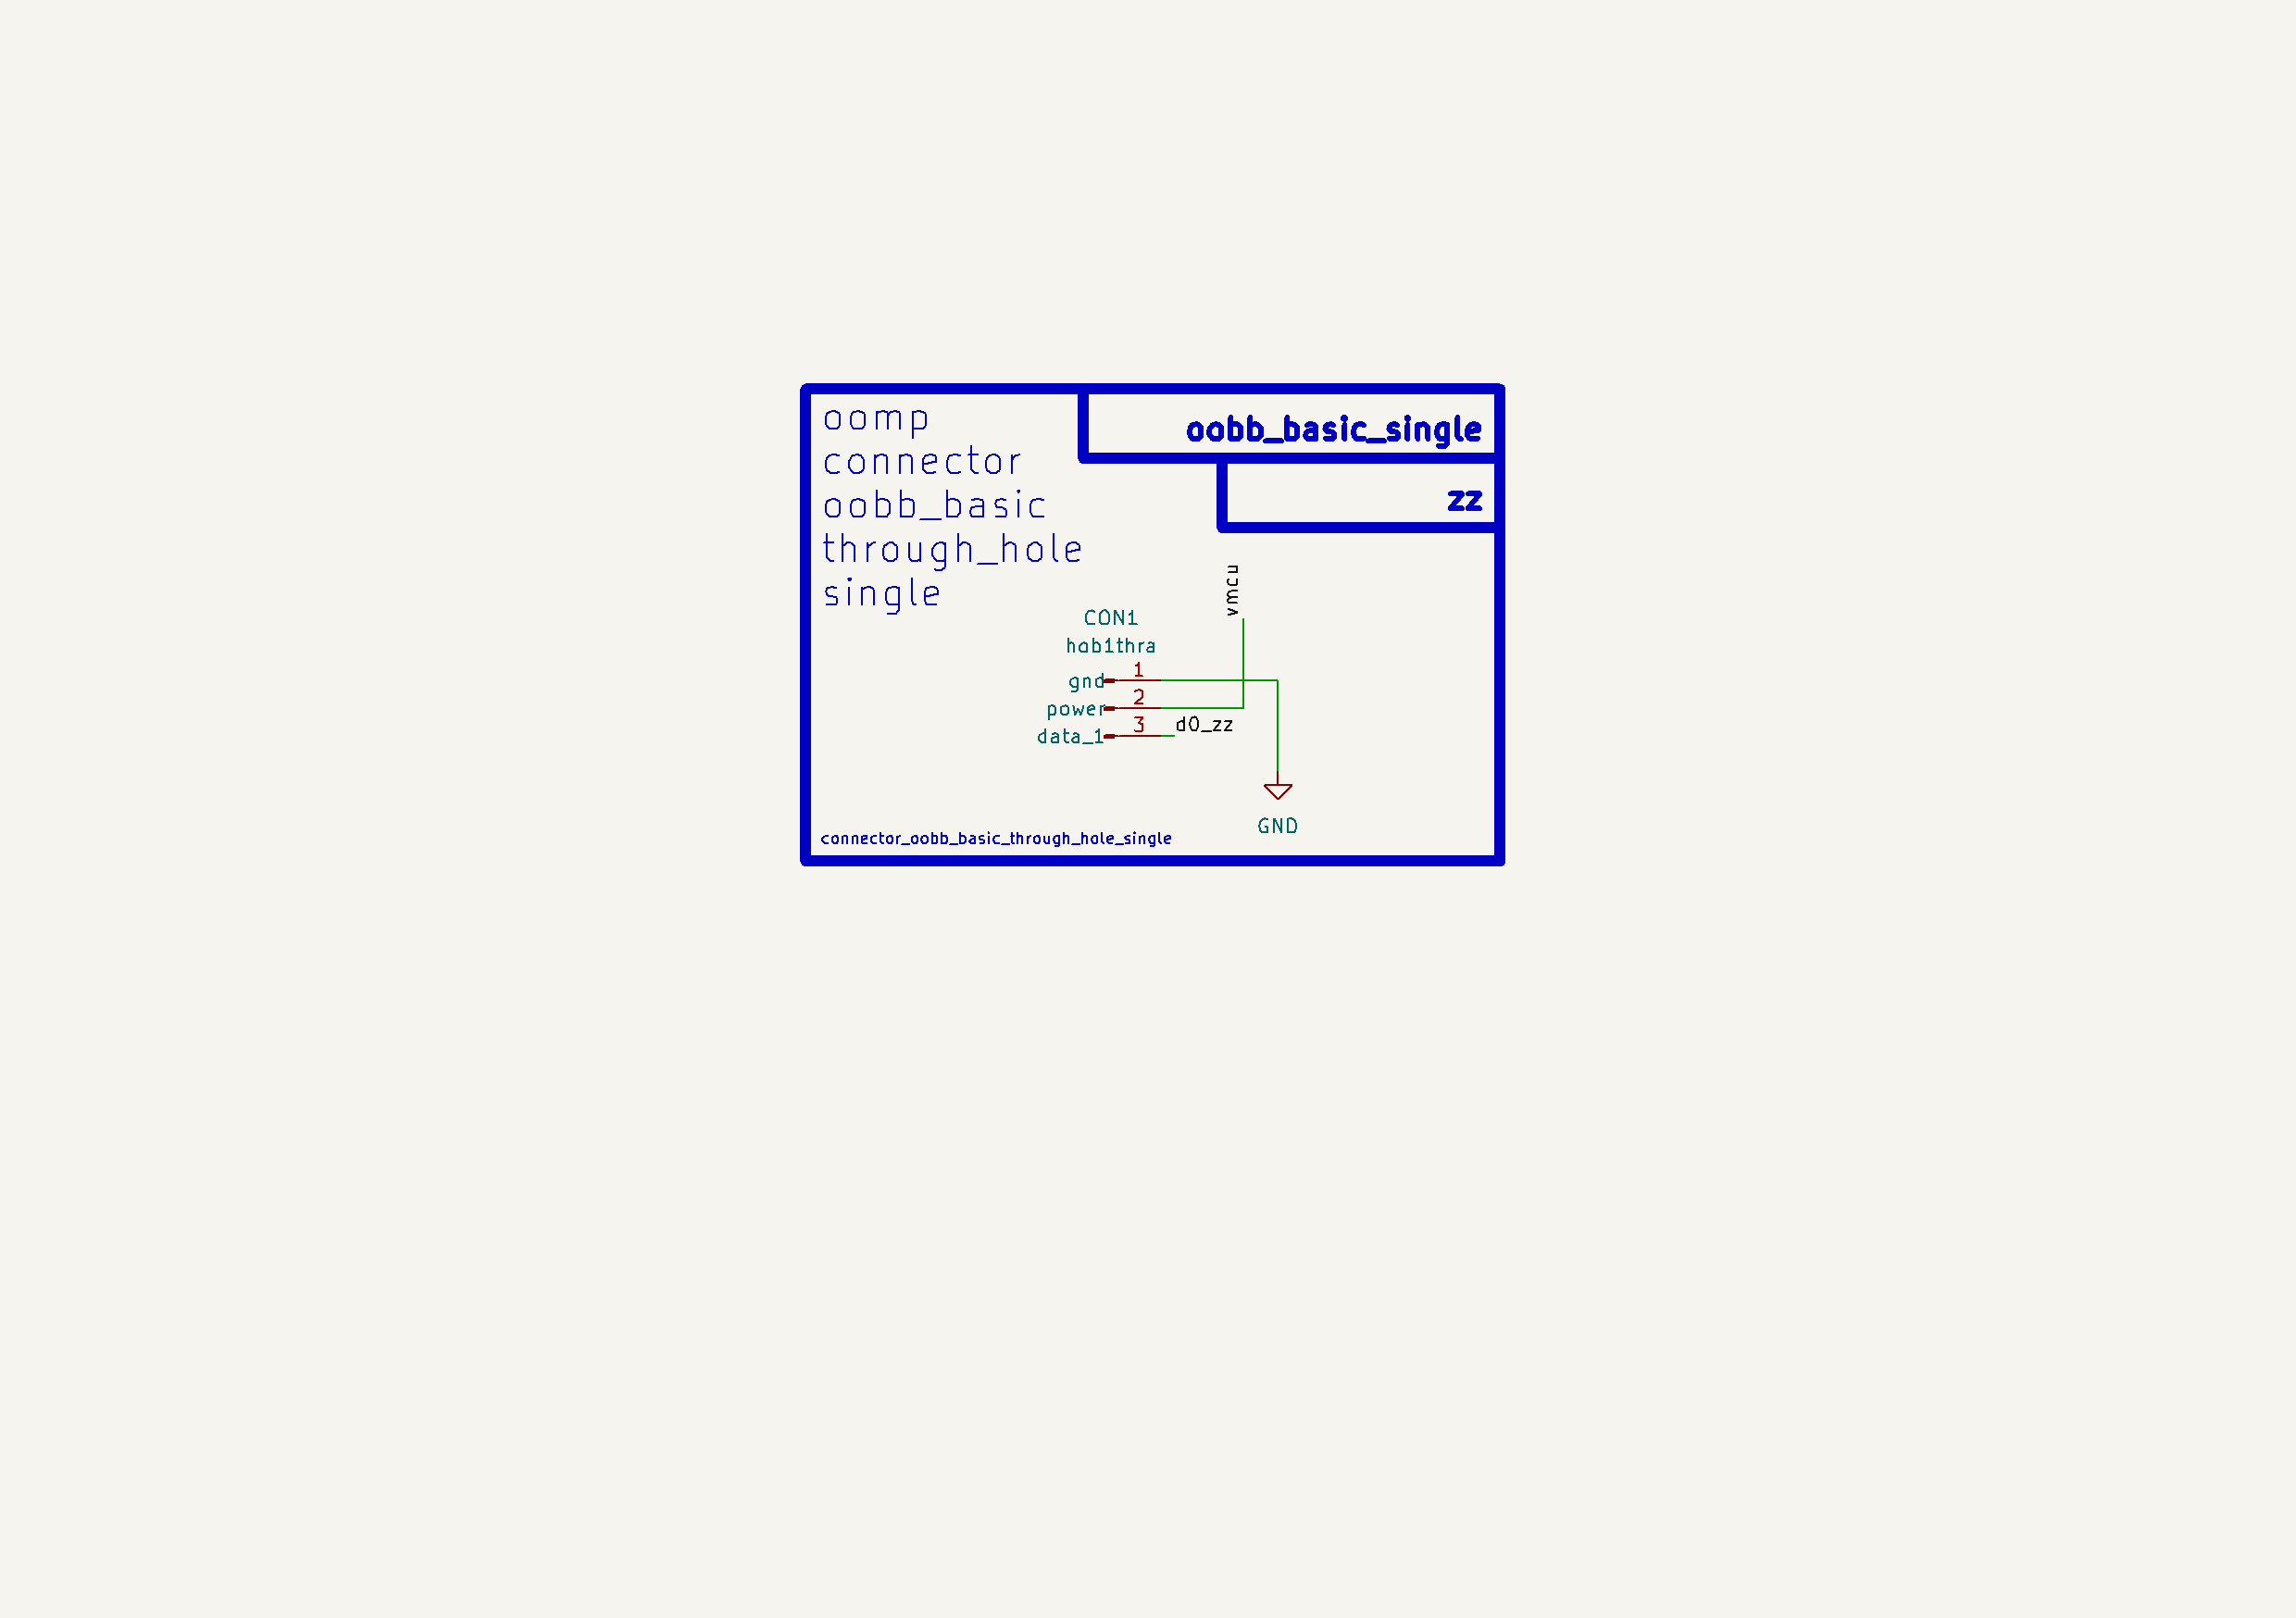 oomp
connector
oobb_basic
through_hole
single
oobb_basic_single
zz
vmcu
CON1
hob1thra
gnd 1
power 2
data_1 3
d0_zz
GND
connector_oobb_basic_through_hole_single